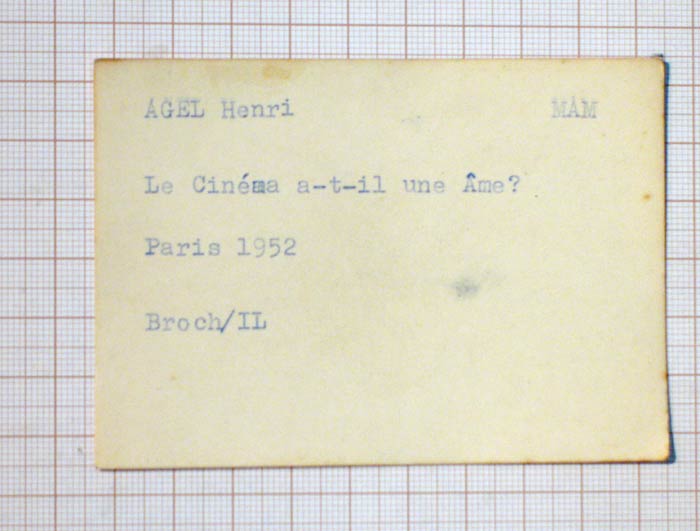 AGEL Henri MAM
Le Cinéma a-t-il une Âme?
Paris 1952
Broch/IL